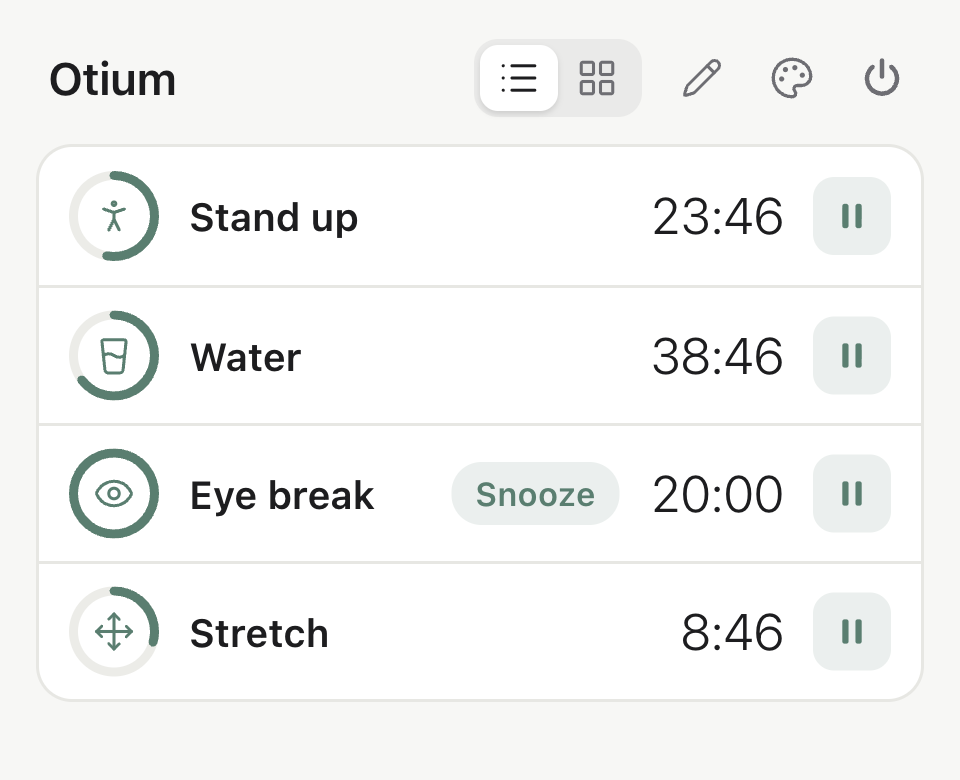 Otium
Stand up 23:46
Water 38:46
Eye break Snooze 20:00
Stretch 8:46